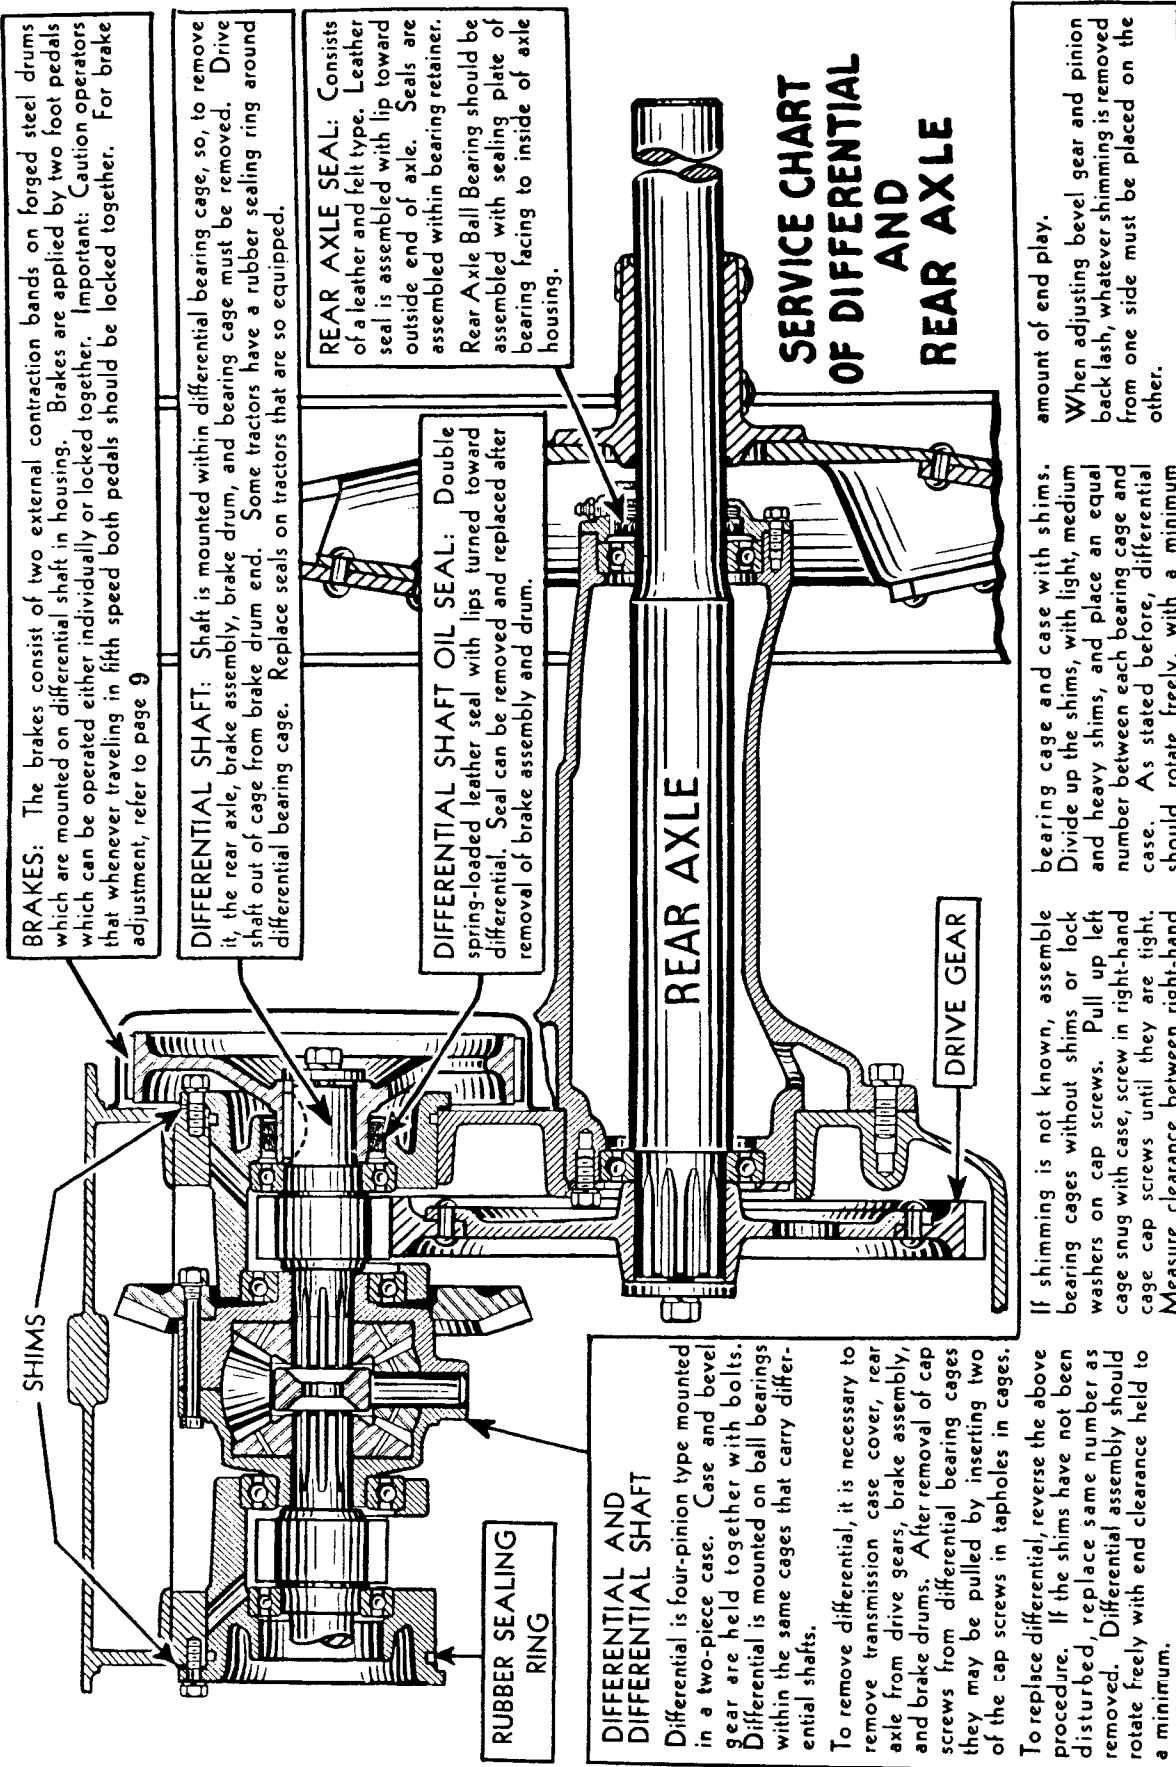 BRAKES: The brakes consist of two external contraction bands on forged steel drums
which are mounted on differential shaft in housing. Brakes are applied by two foot pedals
which can be operated either individually or locked together. Important: Caution operators
that whenever traveling in fifth speed both pedals should be locked together. For brake
adjustment, refer to page 9
DIFFERENTIAL SHAFT: Shaft is mounted within differential bearing cage, so, to remove
it, the rear axle, brake assembly, brake drum, and bearing cage must be removed. Drive
shaft out of cage from brake drum end. Some tractors have a rubber sealing ring around
differential bearing cage. Replace seals on tractors that are so equipped.
REAR AXLE SEAL: Consists
of a leather and felt type. Leather
seal is assembled with lip toward
outside end of axle. Seals are
assembled within bearing retainer.
Rear Axle Ball Bearing should be
assembled with sealing plate of
bearing facing to inside of axle
housing.
DIFFERENTIAL SHAFT OIL SEAL: Double
spring-loaded leather seal with lips turned toward
differential. Seal can be removed and replaced after
removal of brake assembly and drum.
SHIMS
RUBBER SEALING
RING
REAR AXLE
DRIVE GEAR
SERVICE CHART
OF DIFFERENTIAL
AND
REAR AXLE
DIFFERENTIAL AND
DIFFERENTIAL SHAFT
Differential is four-pinion type mounted
in a two-piece case. Case and bevel
gear are held together with bolts.
Differential is mounted on ball bearings
within the same cages that carry differ-
ential shafts.
To remove differential, it is necessary to
remove transmission case cover, rear
axle from drive gears, brake assembly,
and brake drums. After removal of cap
screws from differential bearing cages
they may be pulled by inserting two
of the cap screws in tapholes in cages.
To replace differential, reverse the above
procedure. If the shims have not been
disturbed, replace same number as
removed. Differential assembly should
rotate freely with end clearance held to
a minimum.
If shimming is not known, assemble
bearing cages without shims or lock
washers on cap screws. Pull up left
cage snug with case, screw in right-hand
cage cap screws until they are tight.
Measure clearance between right-hand
bearing cage and case with shims.
Divide up the shims, with light, medium
and heavy shims, and place an equal
number between each bearing cage and
case. As stated before, differential
should rotate freely, with a minimum
amount of end play.
When adjusting bevel gear and pinion
back lash, whatever shimming is removed
from one side must be placed on the
other.